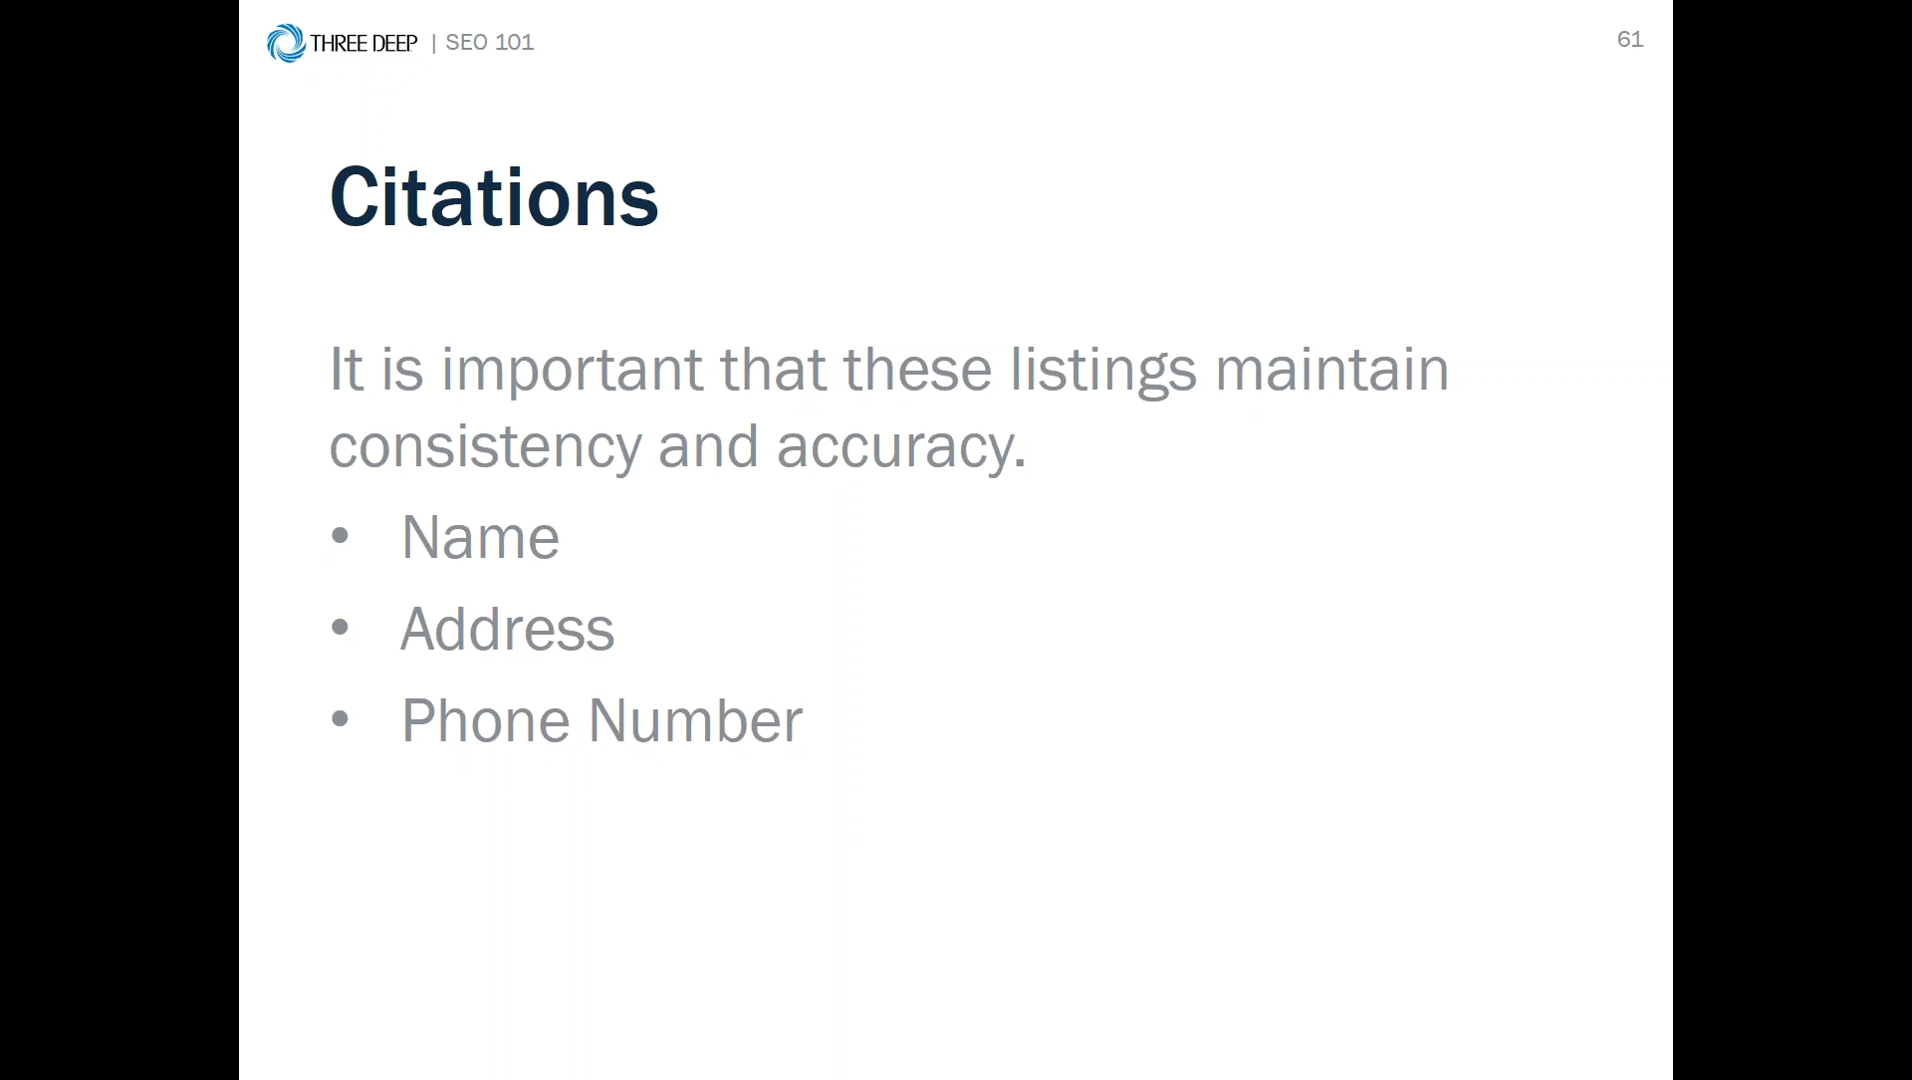 THREE DEEP | SEO 101
61
Citations
It is important that these listings maintain
consistency and accuracy.
• Name
• Address
• Phone Number